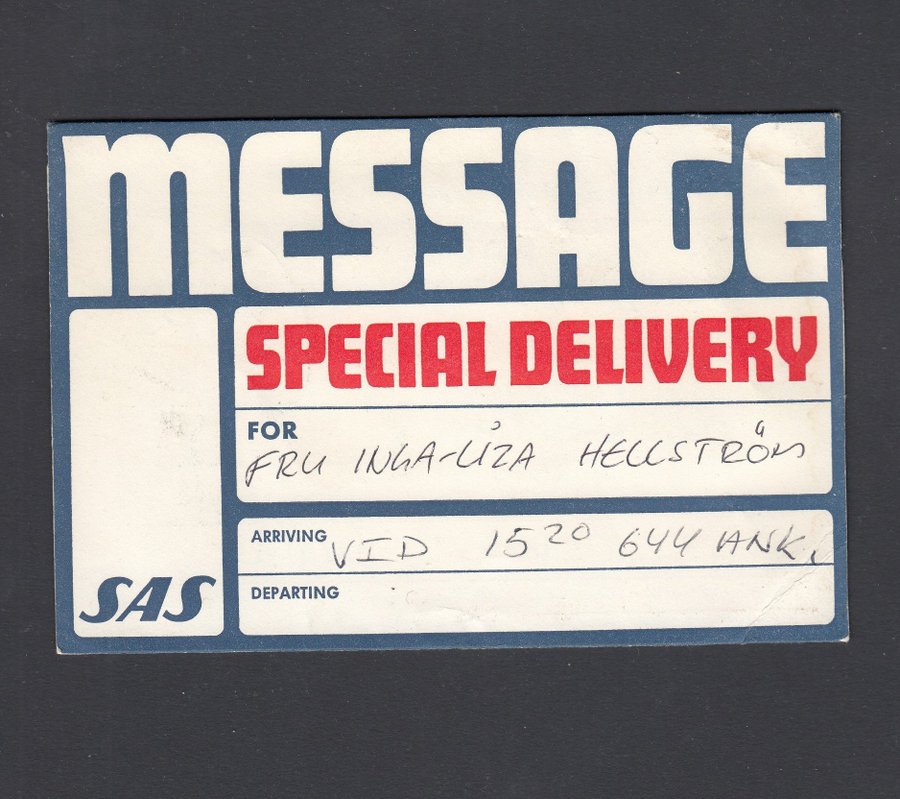 MESSAGE
SPECIAL DELIVERY
FOR
FRU INGA-LIZA HELLSTRÖM
ARRIVING VID 15²⁰ 644 ANK.
DEPARTING
SAS